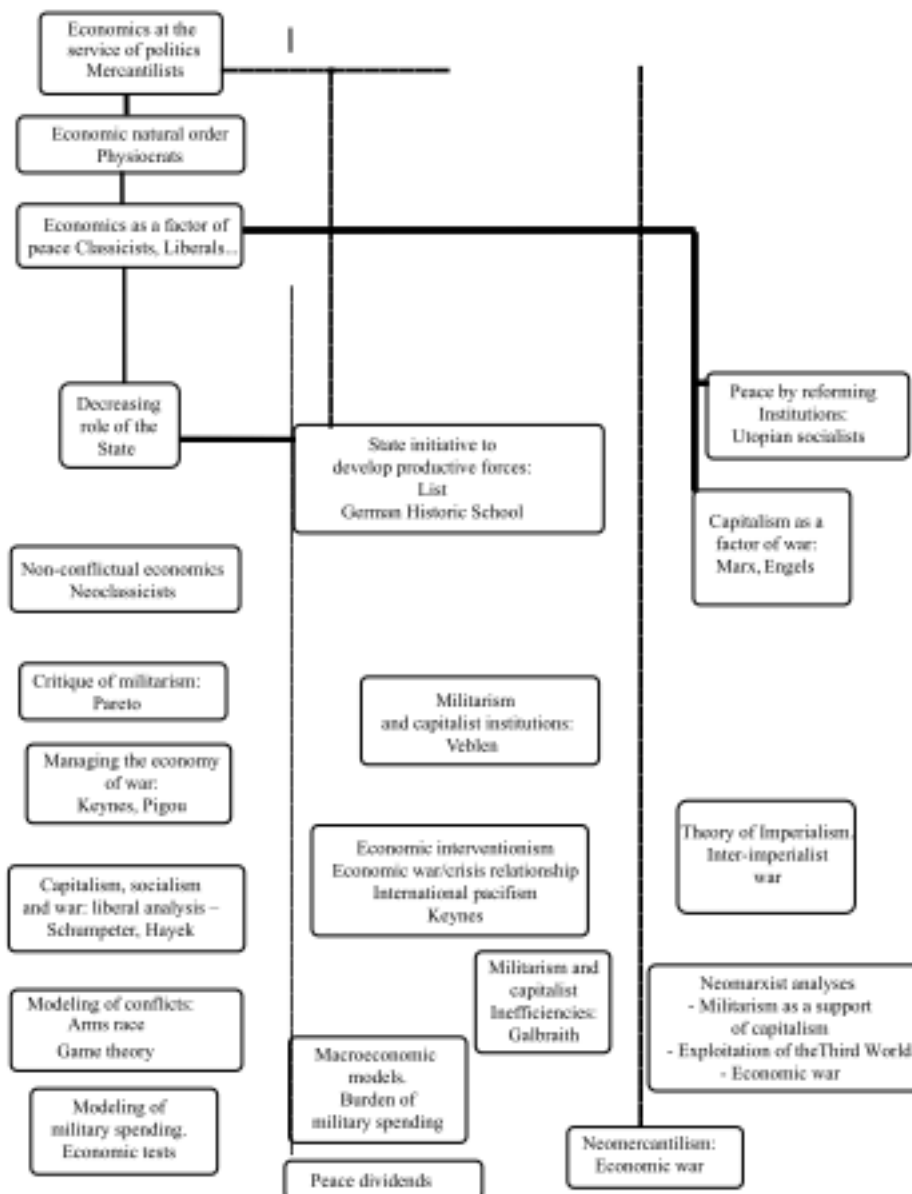 Economics at the
service of politics
Mercantilists
Economic natural order
Physiocrats
Economics as a factor of
peace Classicists, Liberals...
Decreasing
role of the
State
State initiative to
develop productive forces:
List
German Historic School
Peace by reforming
Institutions:
Utopian socialists
Capitalism as a
factor of war:
Marx, Engels
Non-conflictual economics
Neoclassicists
Critique of militarism:
Pareto
Militarism
and capitalist institutions:
Veblen
Managing the economy
of war:
Keynes, Pigou
Economic interventionism
Economic war/crisis relationship
International pacifism
Keynes
Theory of Imperialism.
Inter-imperialist
war
Capitalism, socialism
and war: liberal analysis –
Schumpeter, Hayek
Militarism and
capitalist
Inefficiencies:
Galbraith
Neomarxist analyses
- Militarism as a support
of capitalism
- Exploitation of theThird World
- Economic war
Modeling of conflicts:
Arms race
Game theory
Macroeconomic
models.
Burden of
military spending
Modeling of
military spending.
Economic tests
Neomercantilism:
Economic war
Peace dividends